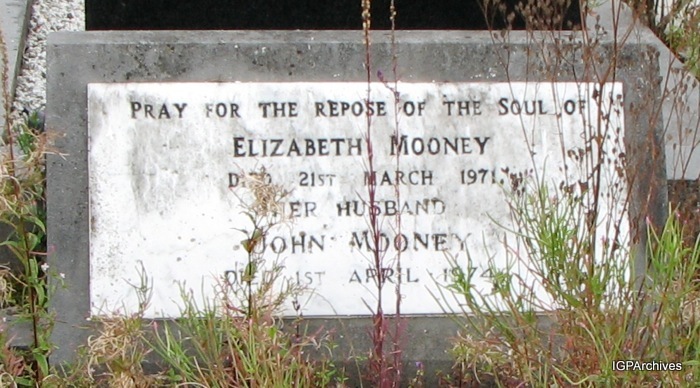 PRAY FOR THE REPOSE OF THE SOUL OF
ELIZABETH MOONEY
DIED 21ST MARCH 1971.
HER HUSBAND
JOHN MOONEY
DIED 1ST APRIL 1974
IGPArchives